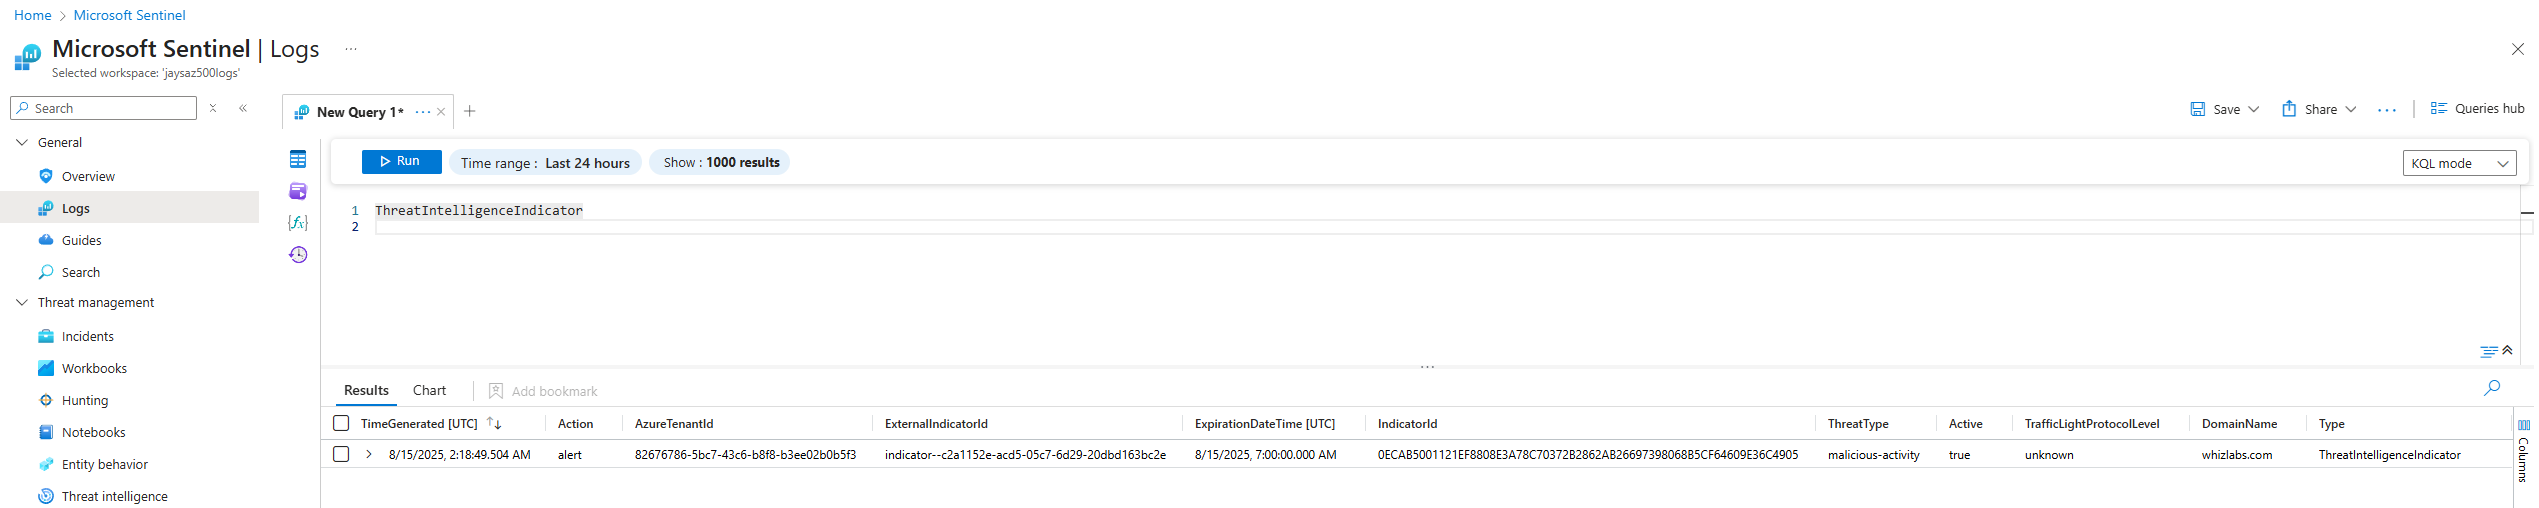 Home > Microsoft Sentinel
Microsoft Sentinel | Logs ...
Selected workspace: 'jaysaz500logs'
Search
General
Overview
Logs
Guides
Search
Threat management
Incidents
Workbooks
Hunting
Notebooks
Entity behavior
Threat intelligence
New Query 1* ...
Save
Share
...
Queries hub
Run
Time range : Last 24 hours
Show : 1000 results
KQL mode
{fx}
1 ThreatIntelligenceIndicator
2
Results
Chart
Add bookmark
TimeGenerated [UTC] Action AzureTenantId ExternalIndicatorId ExpirationDateTime [UTC] IndicatorId ThreatType Active TrafficLightProtocolLevel DomainName Type
8/15/2025, 2:18:49.504 AM alert 82676786-5bc7-43c6-b8f8-b3ee02b0b5f3 indicator--c2a1152e-acd5-05c7-6d29-20dbd163bc2e 8/15/2025, 7:00:00.000 AM 0ECAB5001121EF8808E3A78C70372B2862AB26697398068B5CF64609E36C4905 malicious-activity true unknown whizlabs.com ThreatIntelligenceIndicator
Columns